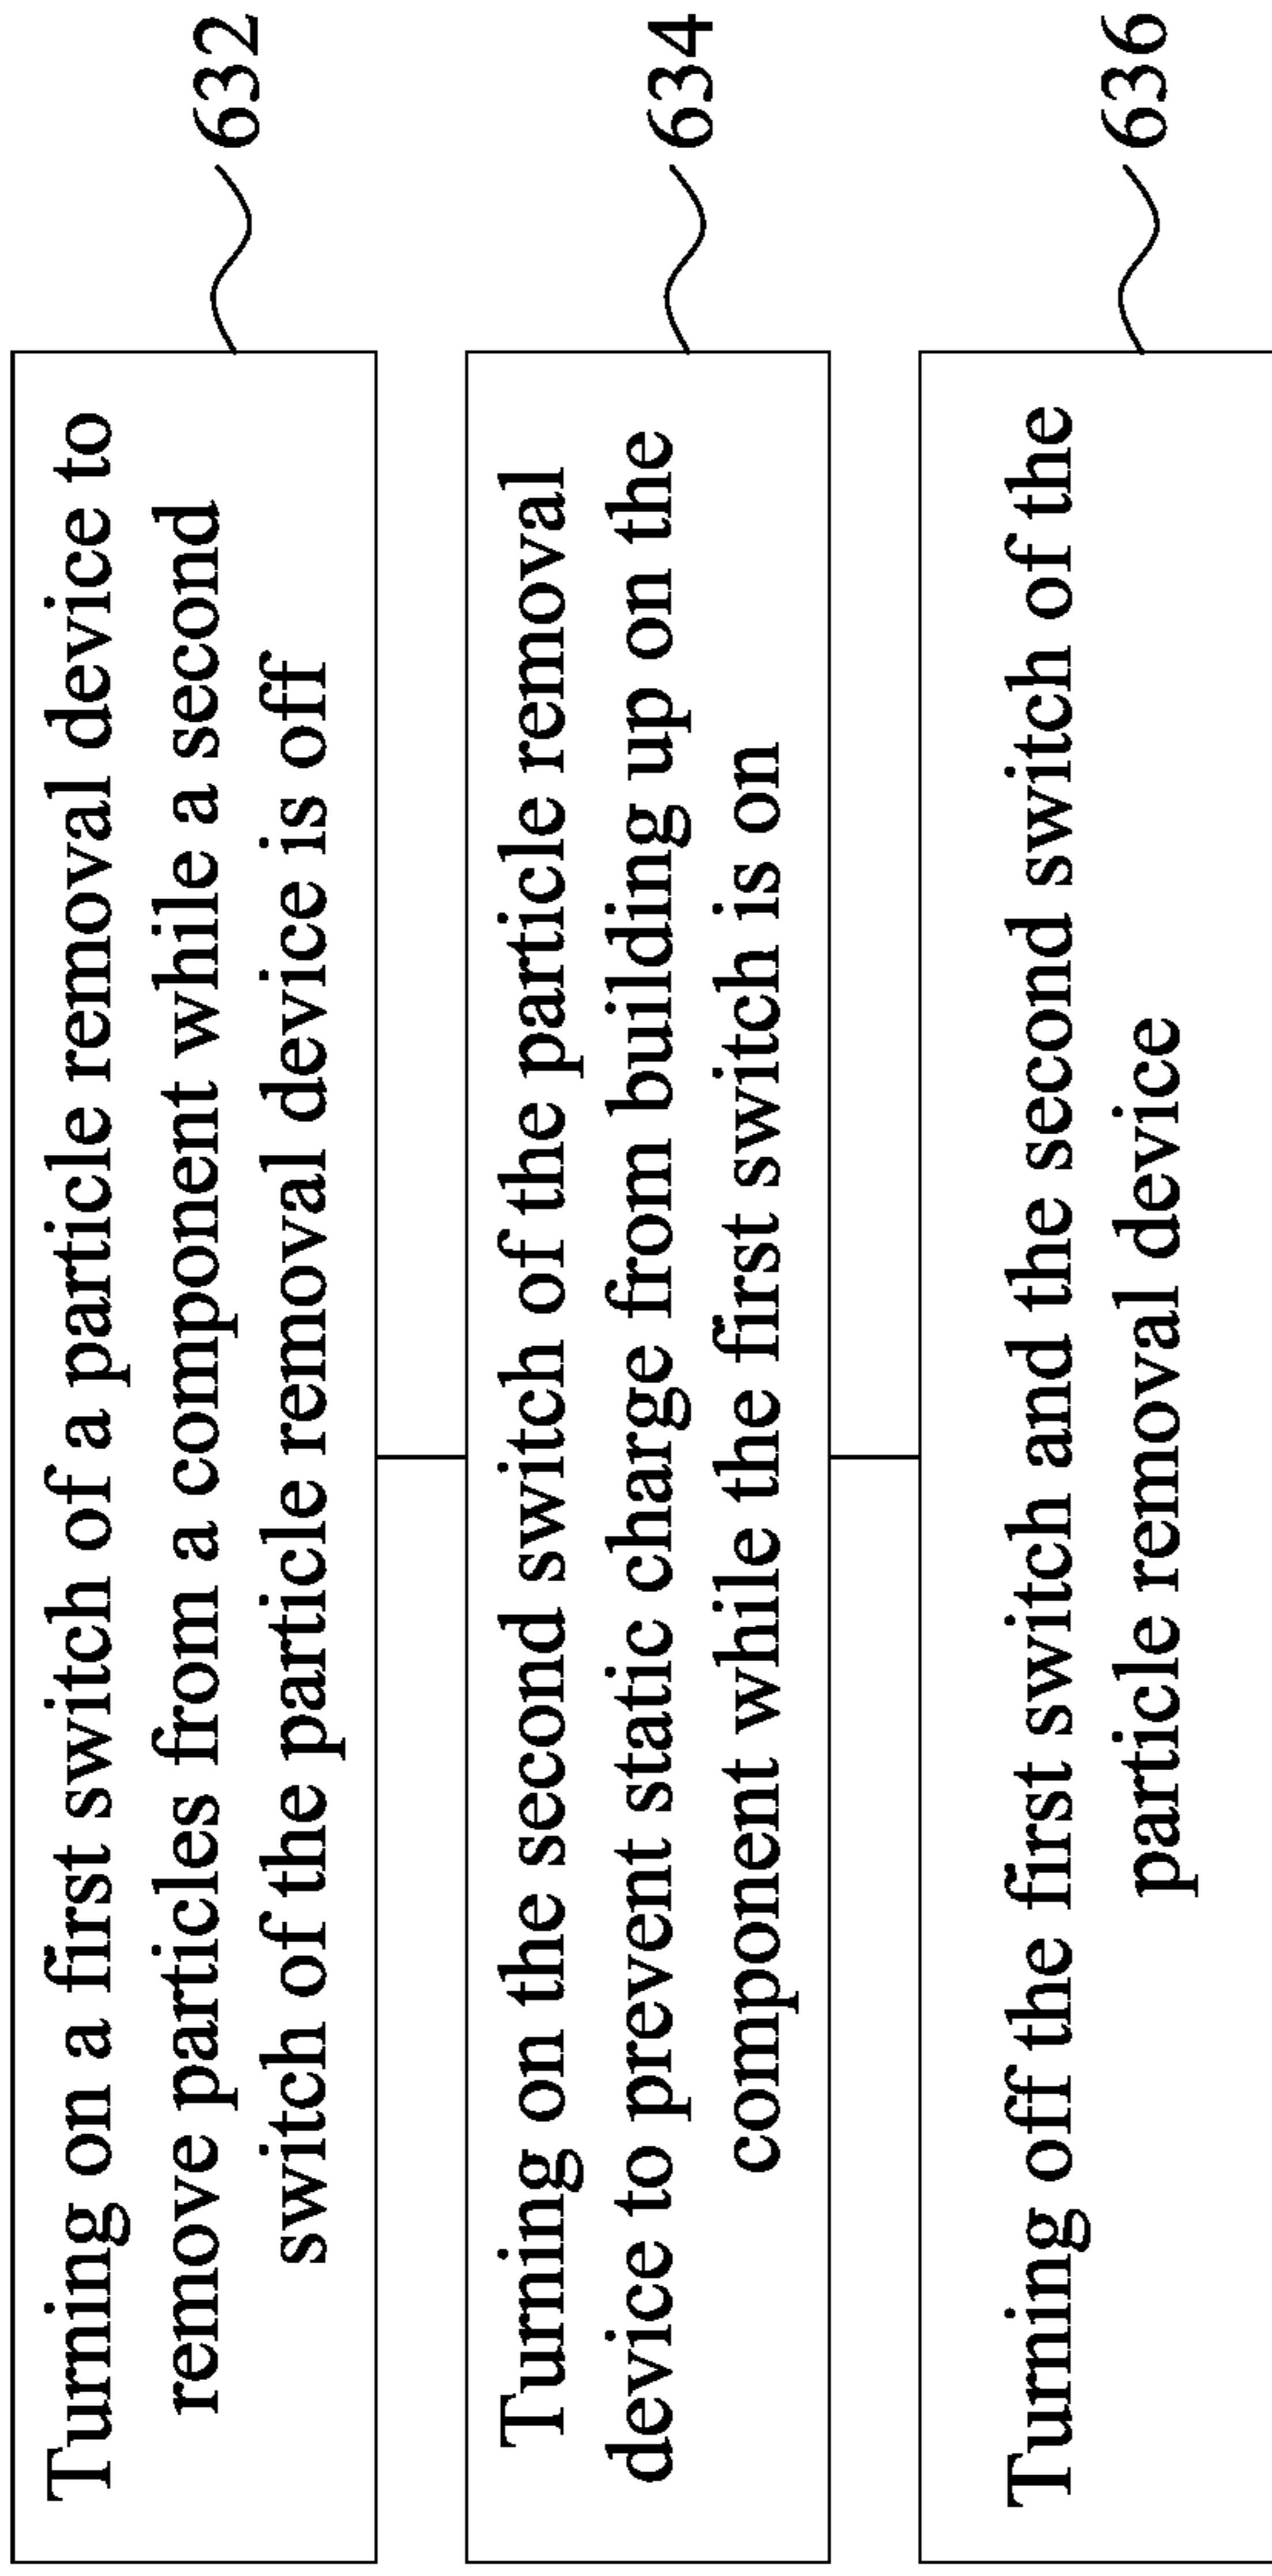 Turning on a first switch of a particle removal device to
remove particles from a component while a second
switch of the particle removal device is off
632
Turning on the second switch of the particle removal
device to prevent static charge from building up on the
component while the first switch is on
634
Turning off the first switch and the second switch of the
particle removal device
636